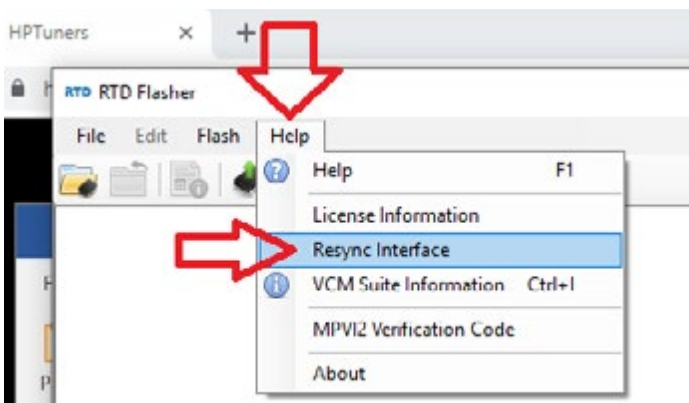 HPTuners × +
RTD RTD Flasher
File Edit Flash Help
Help F1
License Information
Resync Interface
VCM Suite Information Ctrl+I
MPVI2 Verification Code
About